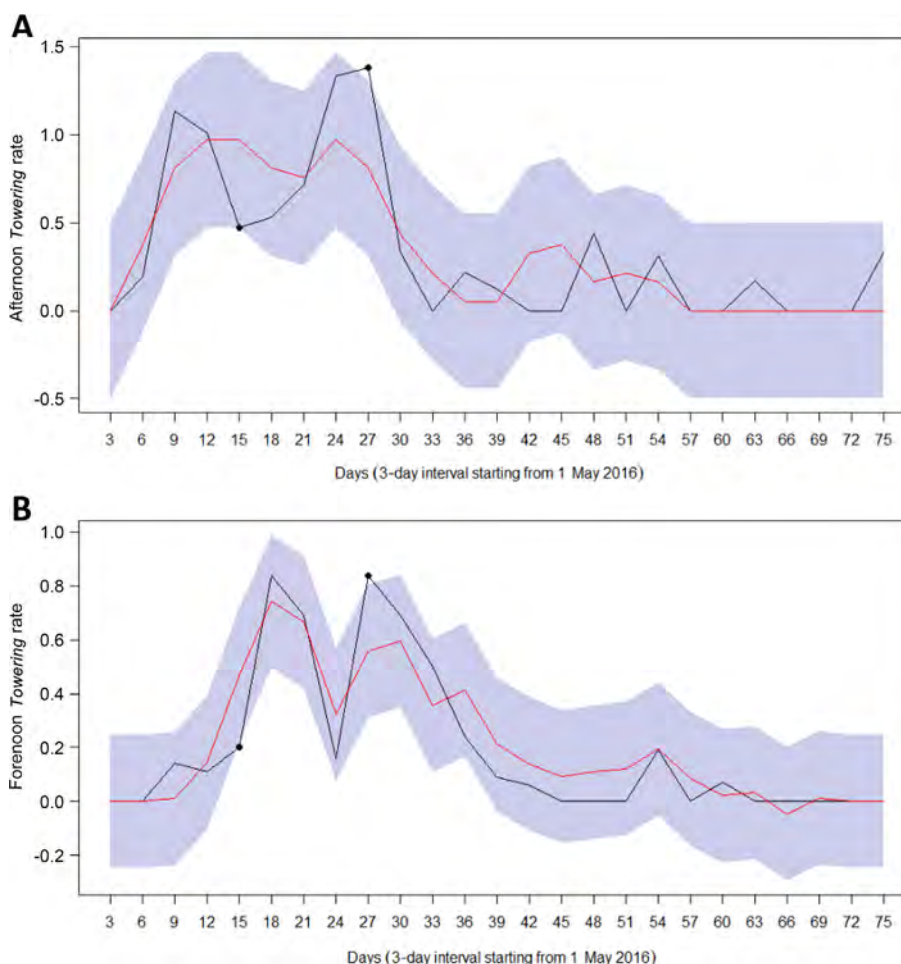 A
Afternoon Towering rate
1.5
1.0
0.5
0.0
-0.5
3 6 9 12 15 18 21 24 27 30 33 36 39 42 45 48 51 54 57 60 63 66 69 72 75
Days (3-day interval starting from 1 May 2016)
B
Forenoon Towering rate
1.0
0.8
0.6
0.4
0.2
0.0
-0.2
3 6 9 12 15 18 21 24 27 30 33 36 39 42 45 48 51 54 57 60 63 66 69 72 75
Days (3-day interval starting from 1 May 2016)